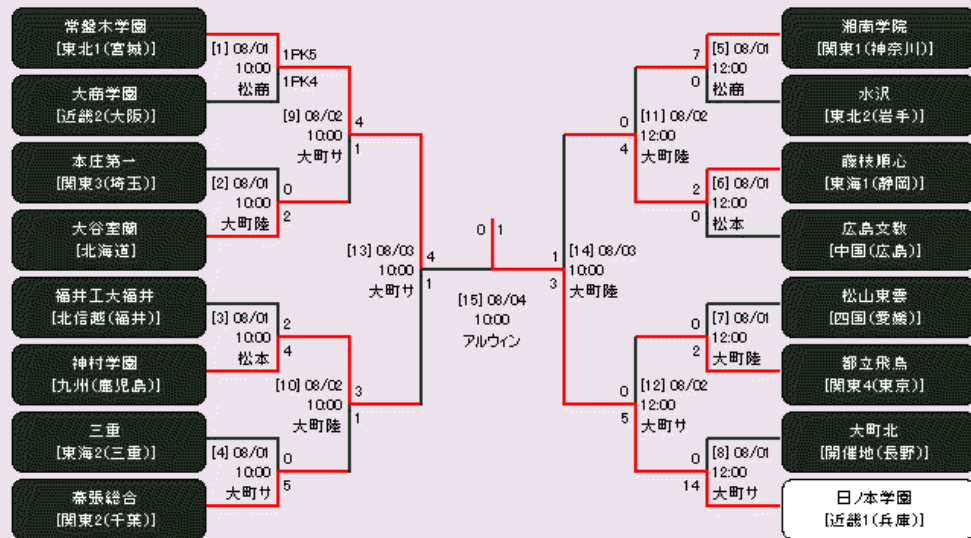 常盤木学園
[東北1(宮城)]
大商学園
[近畿2(大阪)]
本庄第一
[関東3(埼玉)]
大谷室蘭
[北海道]
福井工大福井
[北信越(福井)]
神村学園
[九州(鹿児島)]
三重
[東海2(三重)]
幕張総合
[関東2(千葉)]
[1] 08/01
10:00
松商
1PK5
1PK4
[2] 08/01
10:00
大町陸
0
2
[3] 08/01
10:00
松本
2
4
[4] 08/01
10:00
大町サ
0
5
[9] 08/02
10:00
大町サ
4
1
[10] 08/02
10:00
大町陸
3
1
[13] 08/03
10:00
大町サ
4
1
0
1
[15] 08/04
10:00
アルウィン
1
3
[14] 08/03
10:00
大町陸
0
4
[11] 08/02
12:00
大町陸
0
5
[12] 08/02
12:00
大町サ
7
0
[5] 08/01
12:00
松商
2
0
[6] 08/01
12:00
松本
0
2
[7] 08/01
12:00
大町陸
0
14
[8] 08/01
12:00
大町サ
湘南学院
[関東1(神奈川)]
水沢
[東北2(岩手)]
藤枝順心
[東海1(静岡)]
広島文教
[中国(広島)]
松山東雲
[四国(愛媛)]
都立飛鳥
[関東4(東京)]
大町北
[開催地(長野)]
日ノ本学園
[近畿1(兵庫)]